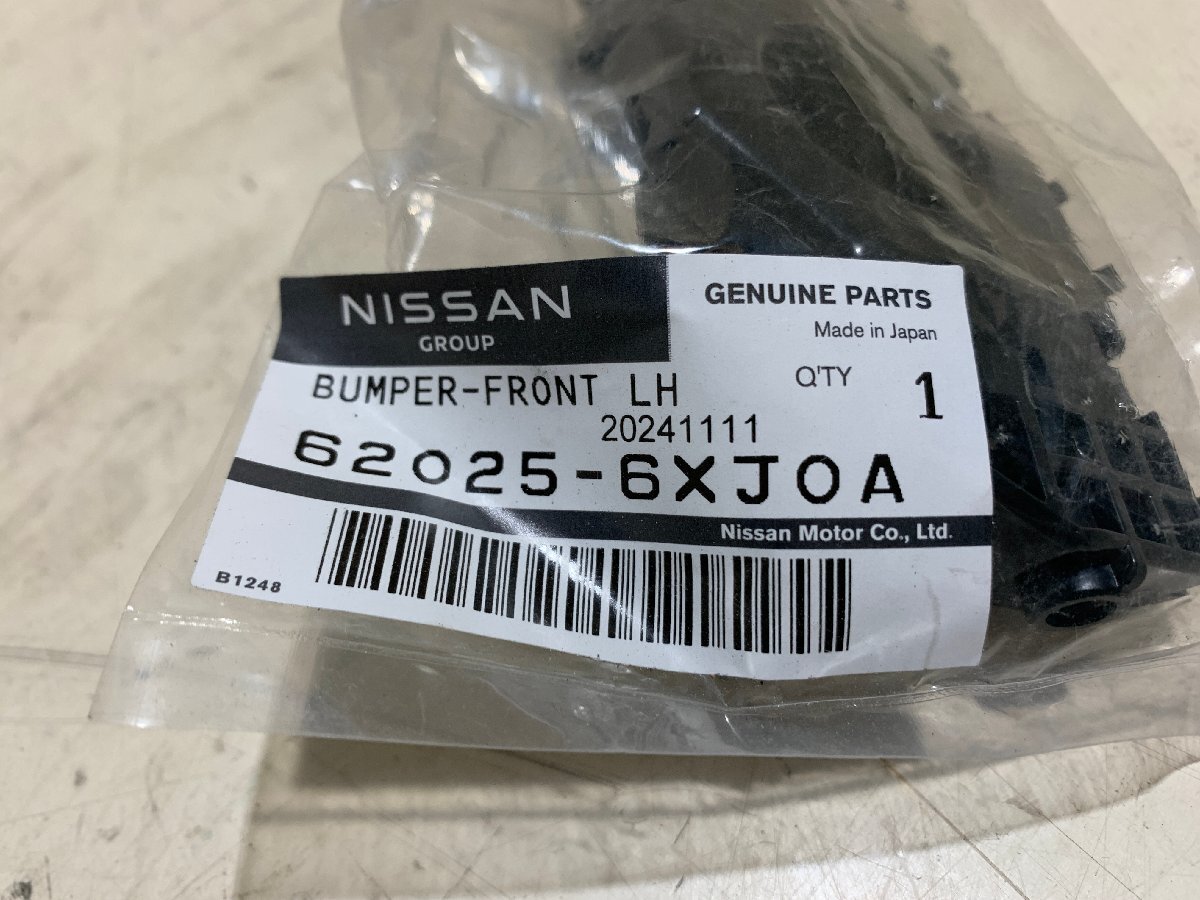 NISSAN
GROUP
GENUINE PARTS
Made in Japan
BUMPER-FRONT LH
Q'TY 1
20241111
62025-6XJ0A
Nissan Motor Co., Ltd.
B1248